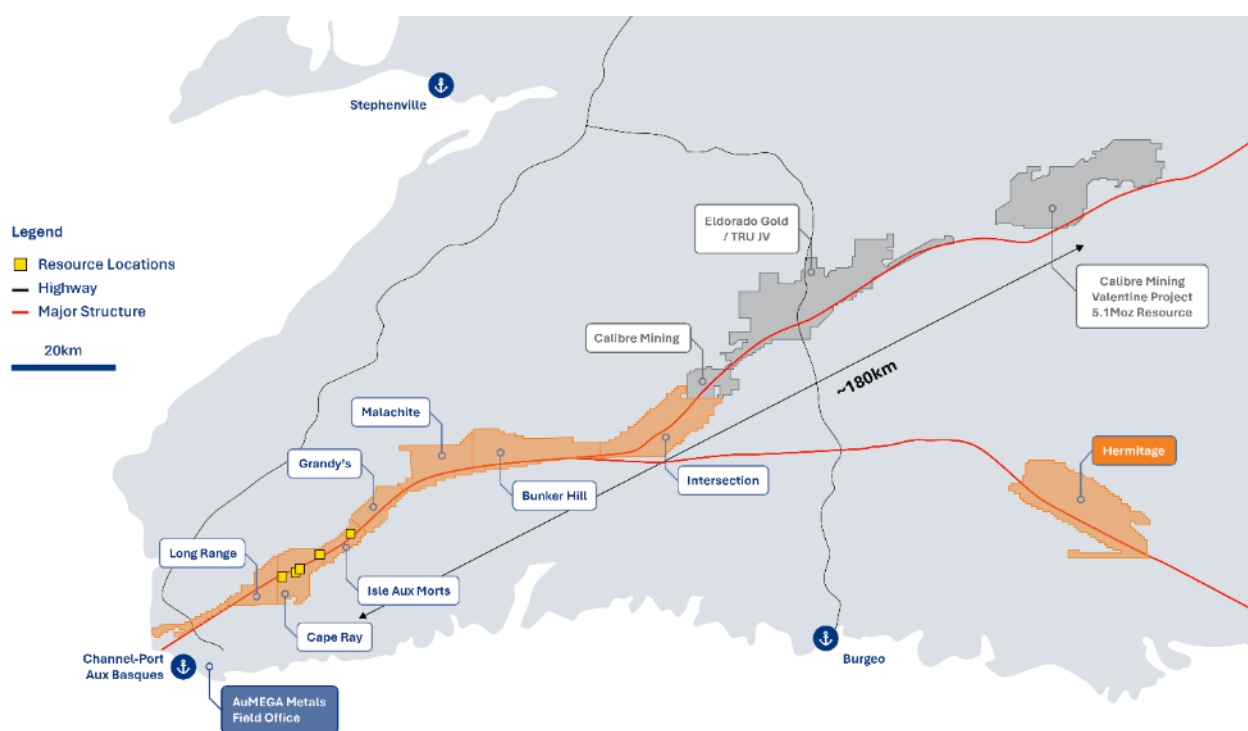 Stephenville
Legend
Resource Locations
Highway
Major Structure
20km
Eldorado Gold
/ TRU JV
Calibre Mining
Valentine Project
5.1Moz Resource
Calibre Mining
~180km
Malachite
Grandy's
Bunker Hill
Intersection
Hermitage
Long Range
Isle Aux Morts
Cape Ray
Channel-Port
Aux Basques
Burgeo
AuMEGA Metals
Field Office